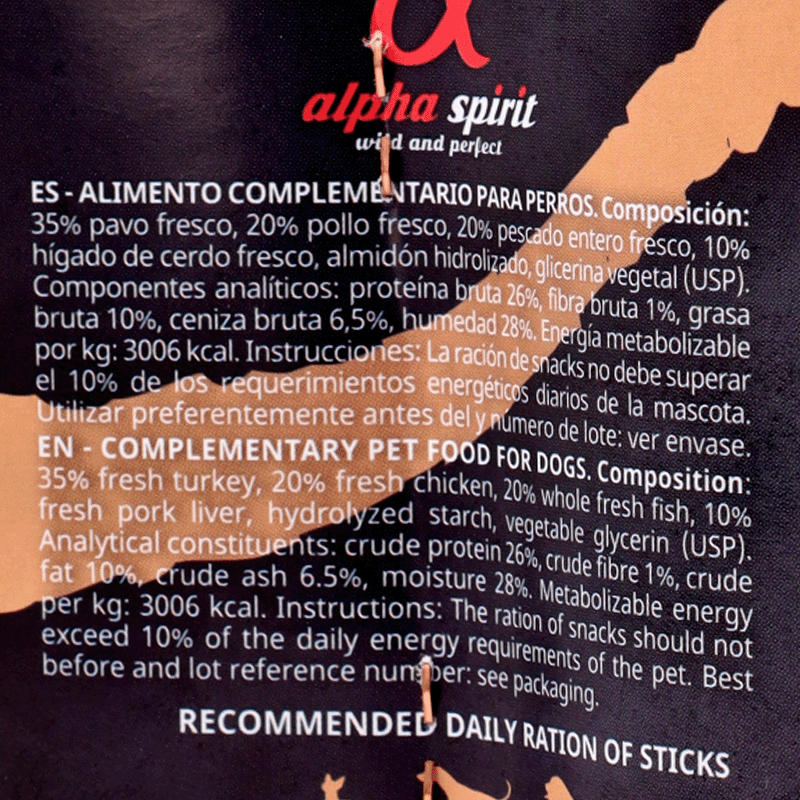 alpha spirit
wild and perfect
ES - ALIMENTO COMPLEMENTARIO PARA PERROS. Composición:
35% pavo fresco, 20% pollo fresco, 20% pescado entero fresco, 10%
hígado de cerdo fresco, almidón hidrolizado, glicerina vegetal (USP).
Componentes analíticos: proteína bruta 26%, fibra bruta 1%, grasa
bruta 10%, ceniza bruta 6,5%, humedad 28%. Energía metabolizable
por kg: 3006 kcal. Instrucciones: La ración de snacks no debe superar
el 10% de los requerimientos energéticos diarios de la mascota.
Utilizar preferentemente antes del y número de lote: ver envase.
EN - COMPLEMENTARY PET FOOD FOR DOGS. Composition:
35% fresh turkey, 20% fresh chicken, 20% whole fresh fish, 10%
fresh pork liver, hydrolyzed starch, vegetable glycerin (USP).
Analytical constituents: crude protein 26%, crude fibre 1%, crude
fat 10%, crude ash 6.5%, moisture 28%. Metabolizable energy
per kg: 3006 kcal. Instructions: The ration of snacks should not
exceed 10% of the daily energy requirements of the pet. Best
before and lot reference number: see packaging.
RECOMMENDED DAILY RATION OF STICKS